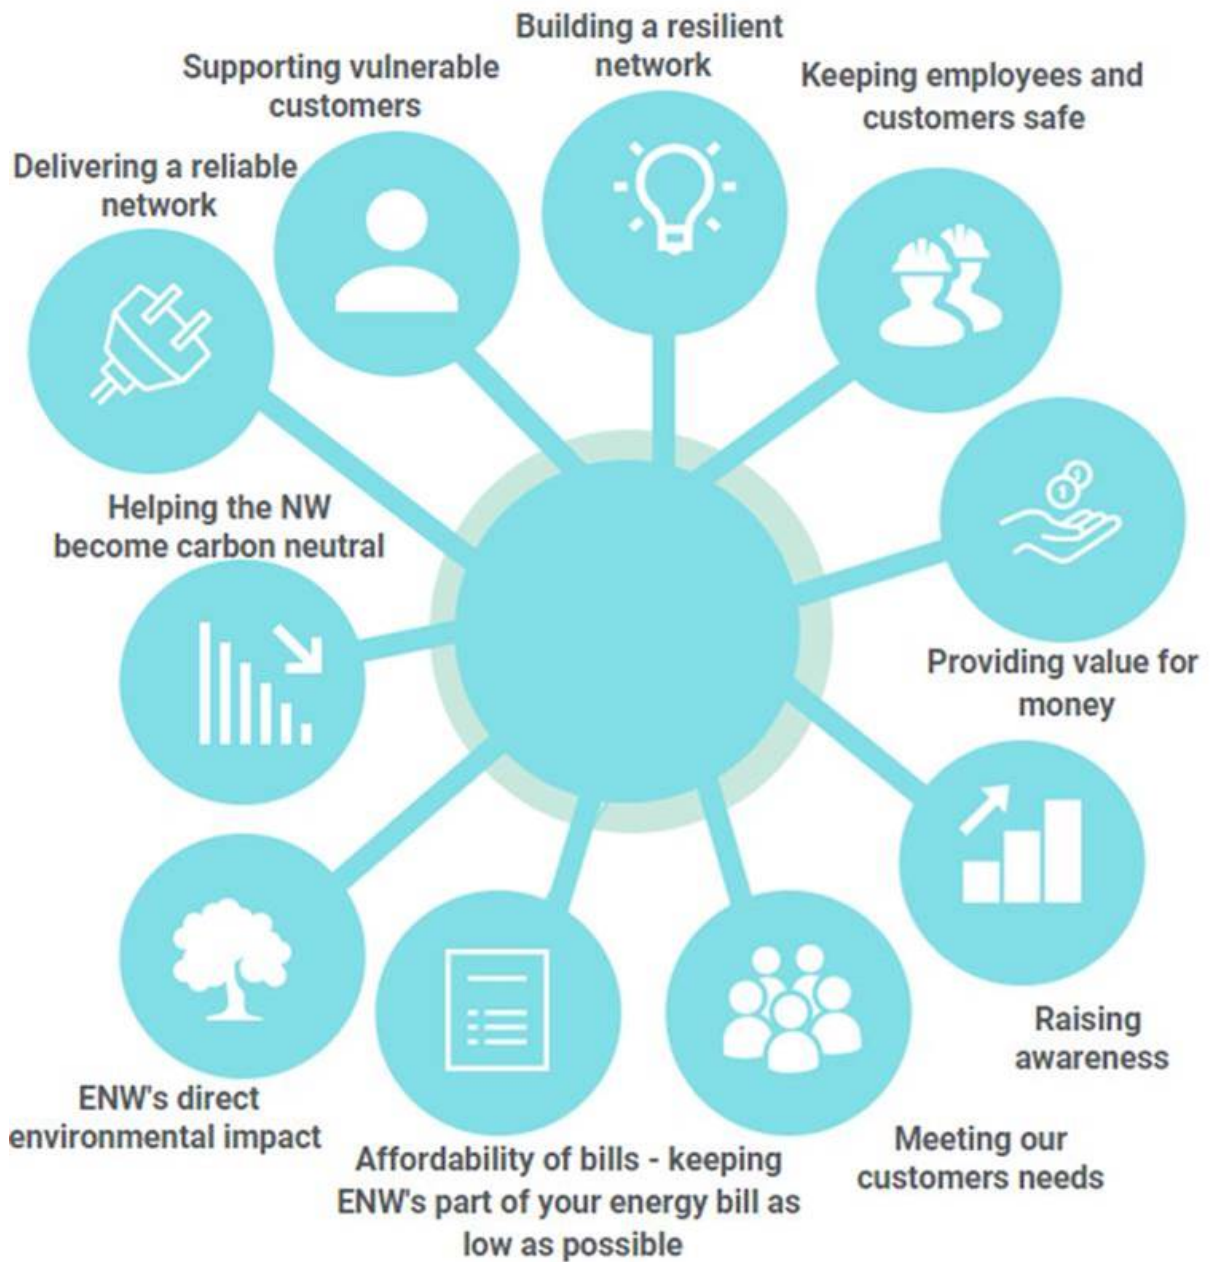 Building a resilient
network
Supporting vulnerable
customers
Keeping employees and
customers safe
Delivering a reliable
network
Helping the NW
become carbon neutral
1
1
Providing value for
money
Raising
awareness
ENW's direct
environmental impact
Meeting our
customers needs
Affordability of bills - keeping
ENW's part of your energy bill as
low as possible